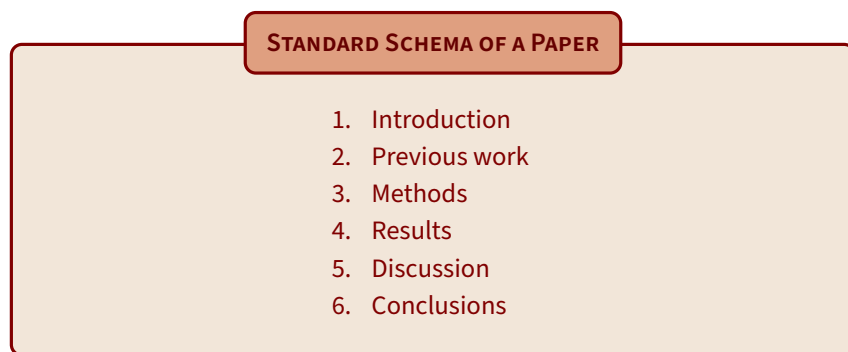 Standard Schema of a Paper
1. Introduction
2. Previous work
3. Methods
4. Results
5. Discussion
6. Conclusions